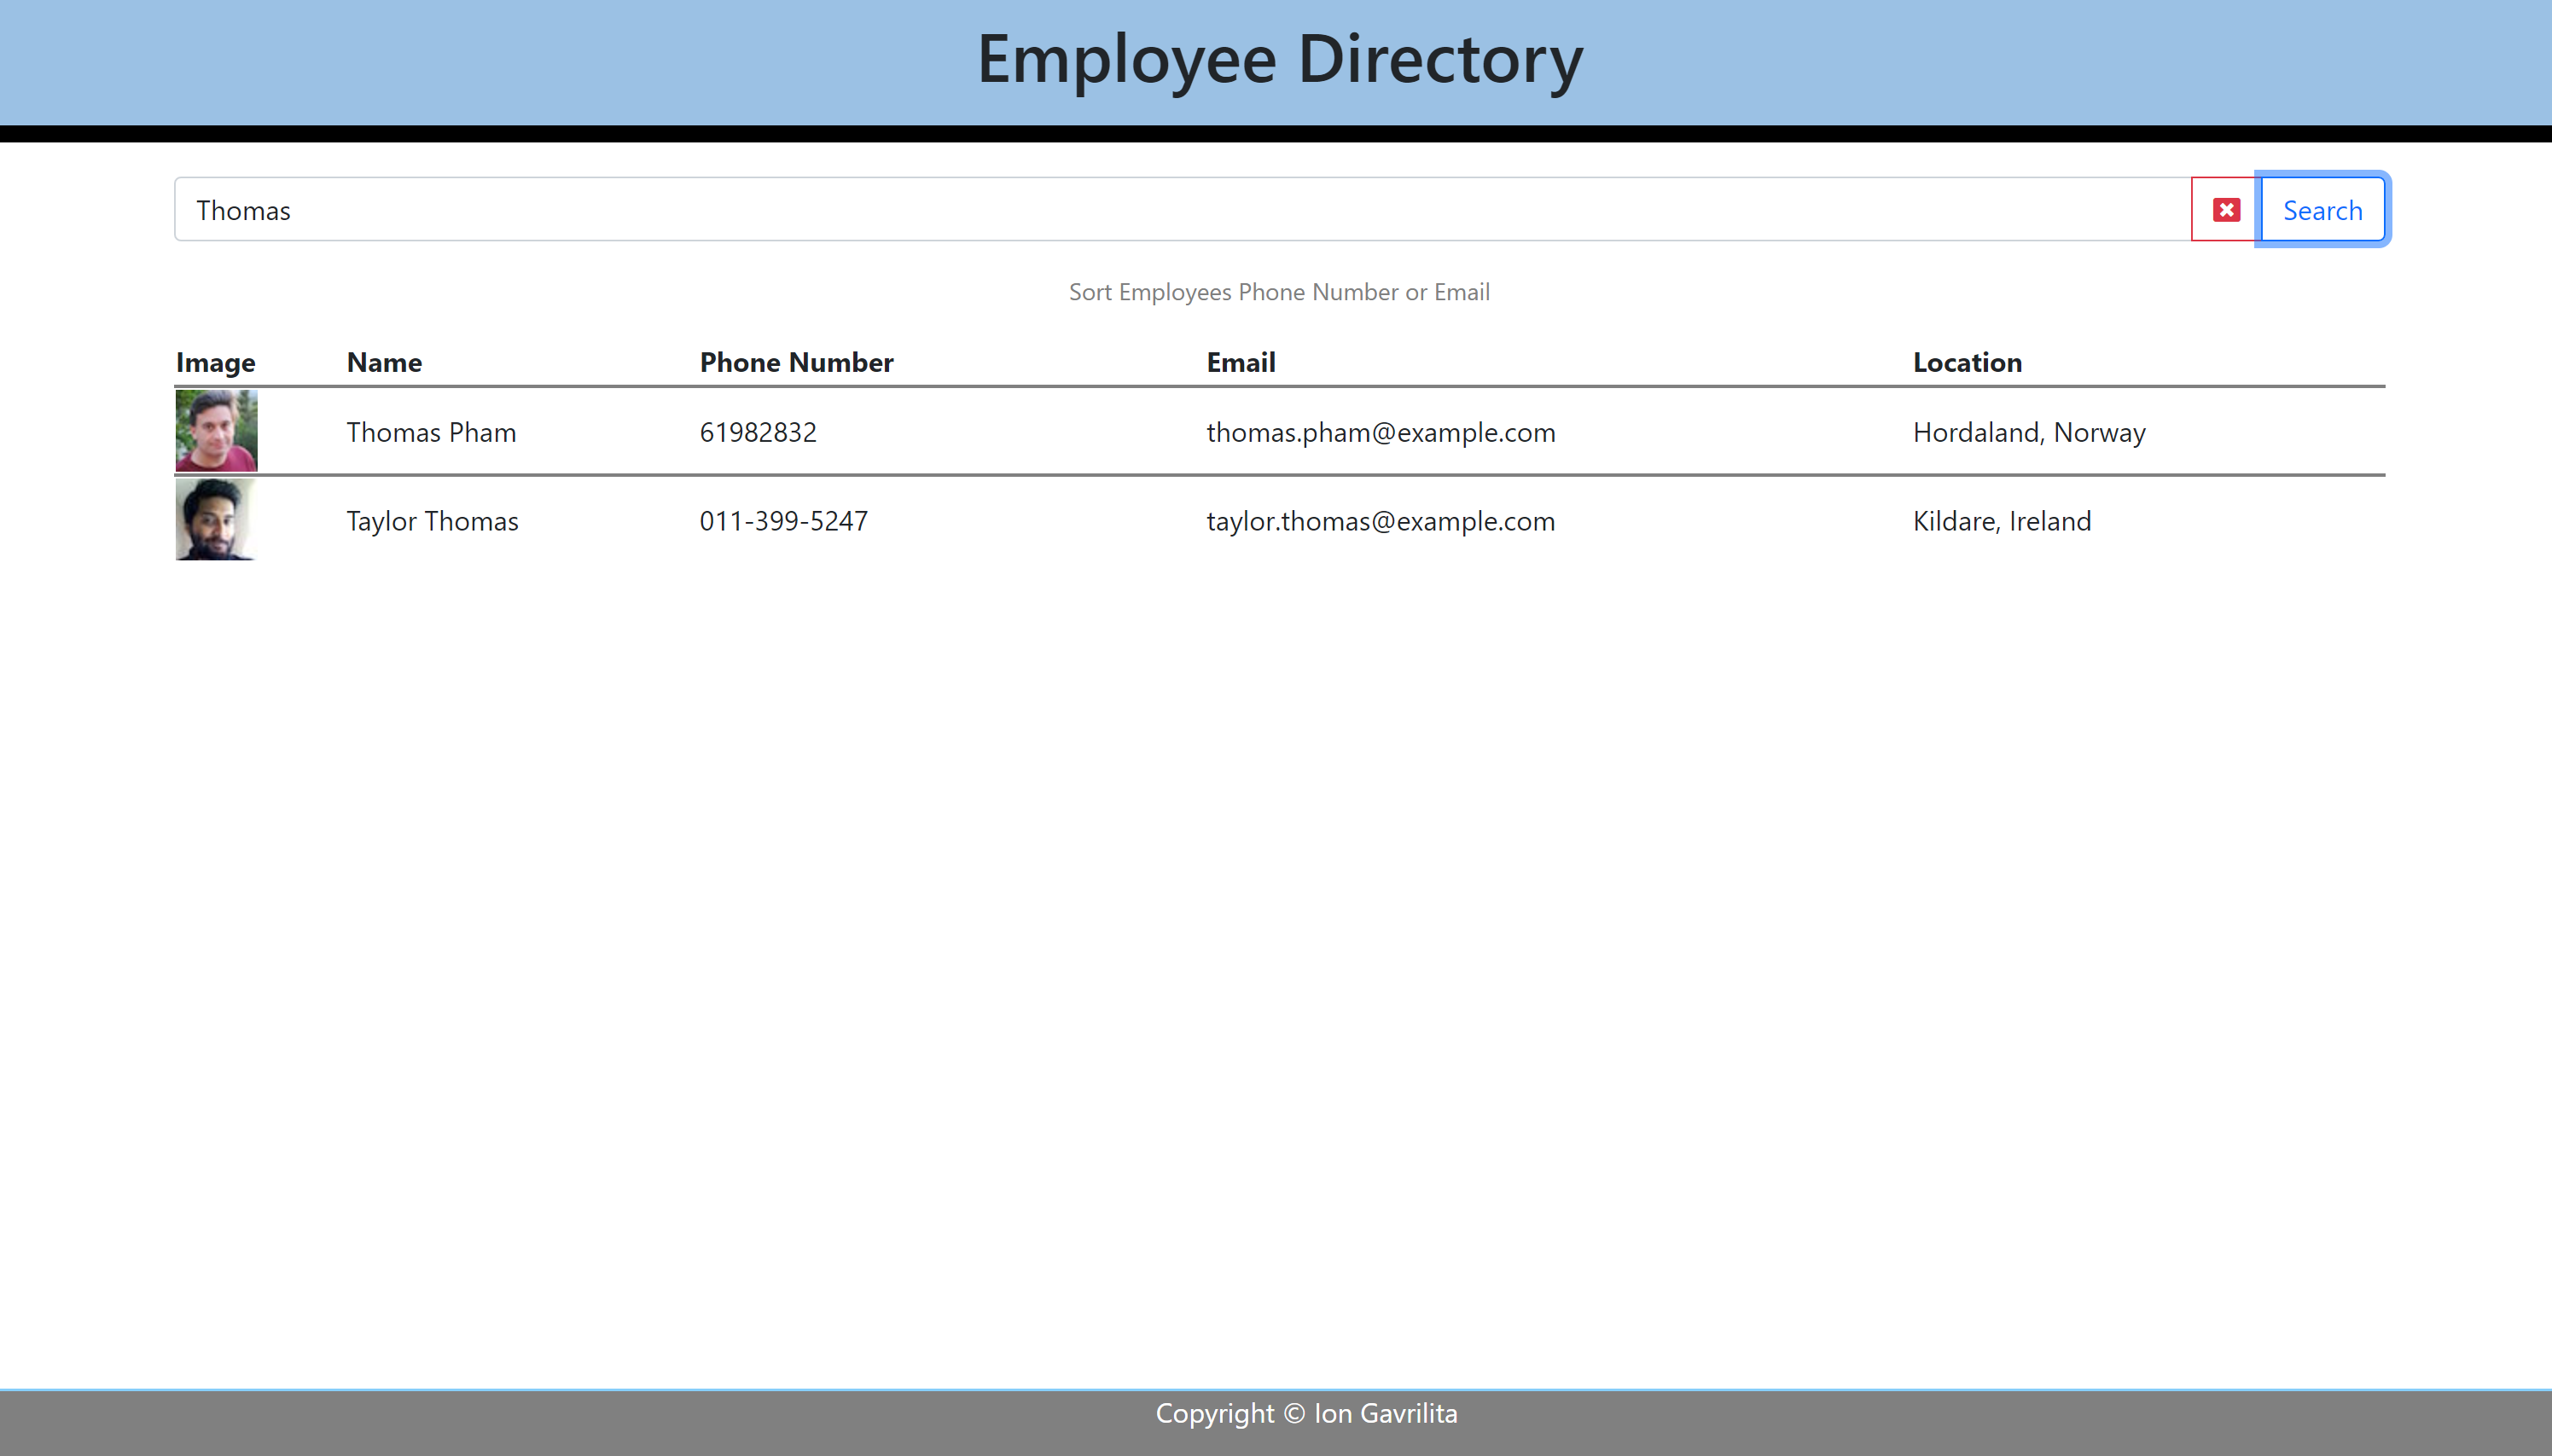 Employee Directory
Thomas
Search
Sort Employees Phone Number or Email
Image Name Phone Number Email Location
Thomas Pham 61982832 thomas.pham@example.com Hordaland, Norway
Taylor Thomas 011-399-5247 taylor.thomas@example.com Kildare, Ireland
Copyright © Ion Gavrilita